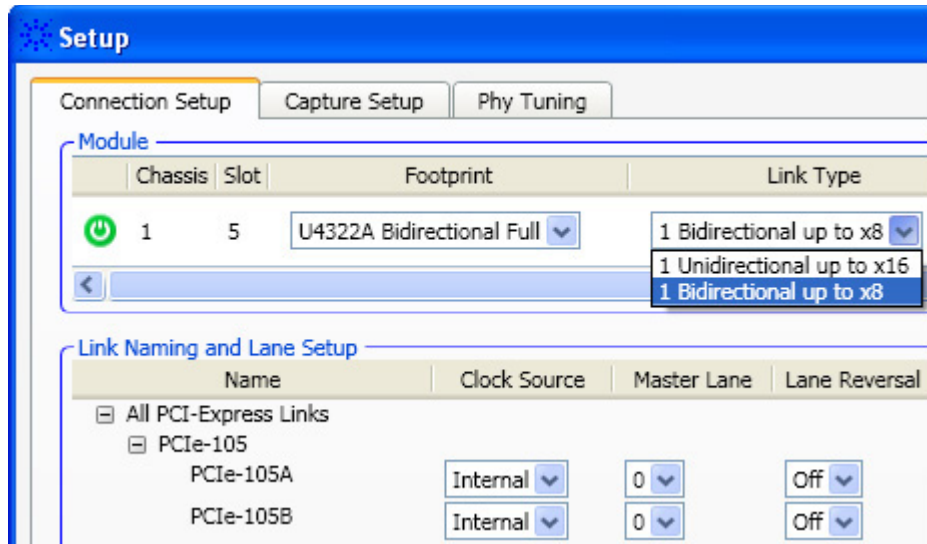 Setup
Connection Setup Capture Setup Phy Tuning
Module
Chassis Slot Footprint Link Type
1 5 U4322A Bidirectional Full 1 Bidirectional up to x8
1 Unidirectional up to x16
1 Bidirectional up to x8
Link Naming and Lane Setup
Name Clock Source Master Lane Lane Reversal
All PCI-Express Links
PCIe-105
PCIe-105A Internal 0 Off
PCIe-105B Internal 0 Off